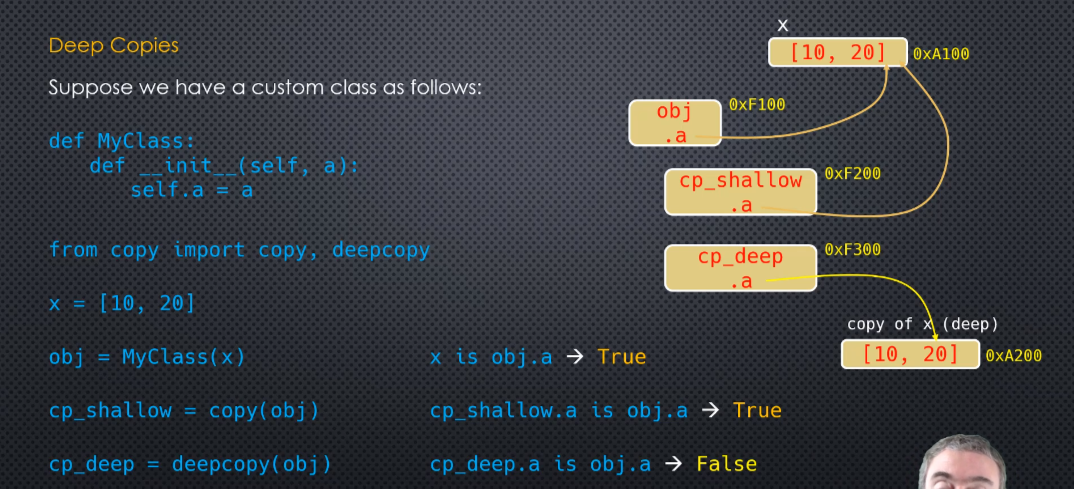 Deep Copies
Suppose we have a custom class as follows:
def MyClass:
    def __init__(self, a):
        self.a = a
from copy import copy, deepcopy
x = [10, 20]
obj = MyClass(x)    x is obj.a → True
cp_shallow = copy(obj)    cp_shallow.a is obj.a → True
cp_deep = deepcopy(obj)    cp_deep.a is obj.a → False
x
[10, 20] 0xA100
obj 0xF100
.a
cp_shallow 0xF200
.a
cp_deep 0xF300
.a
copy of x (deep)
[10, 20] 0xA200